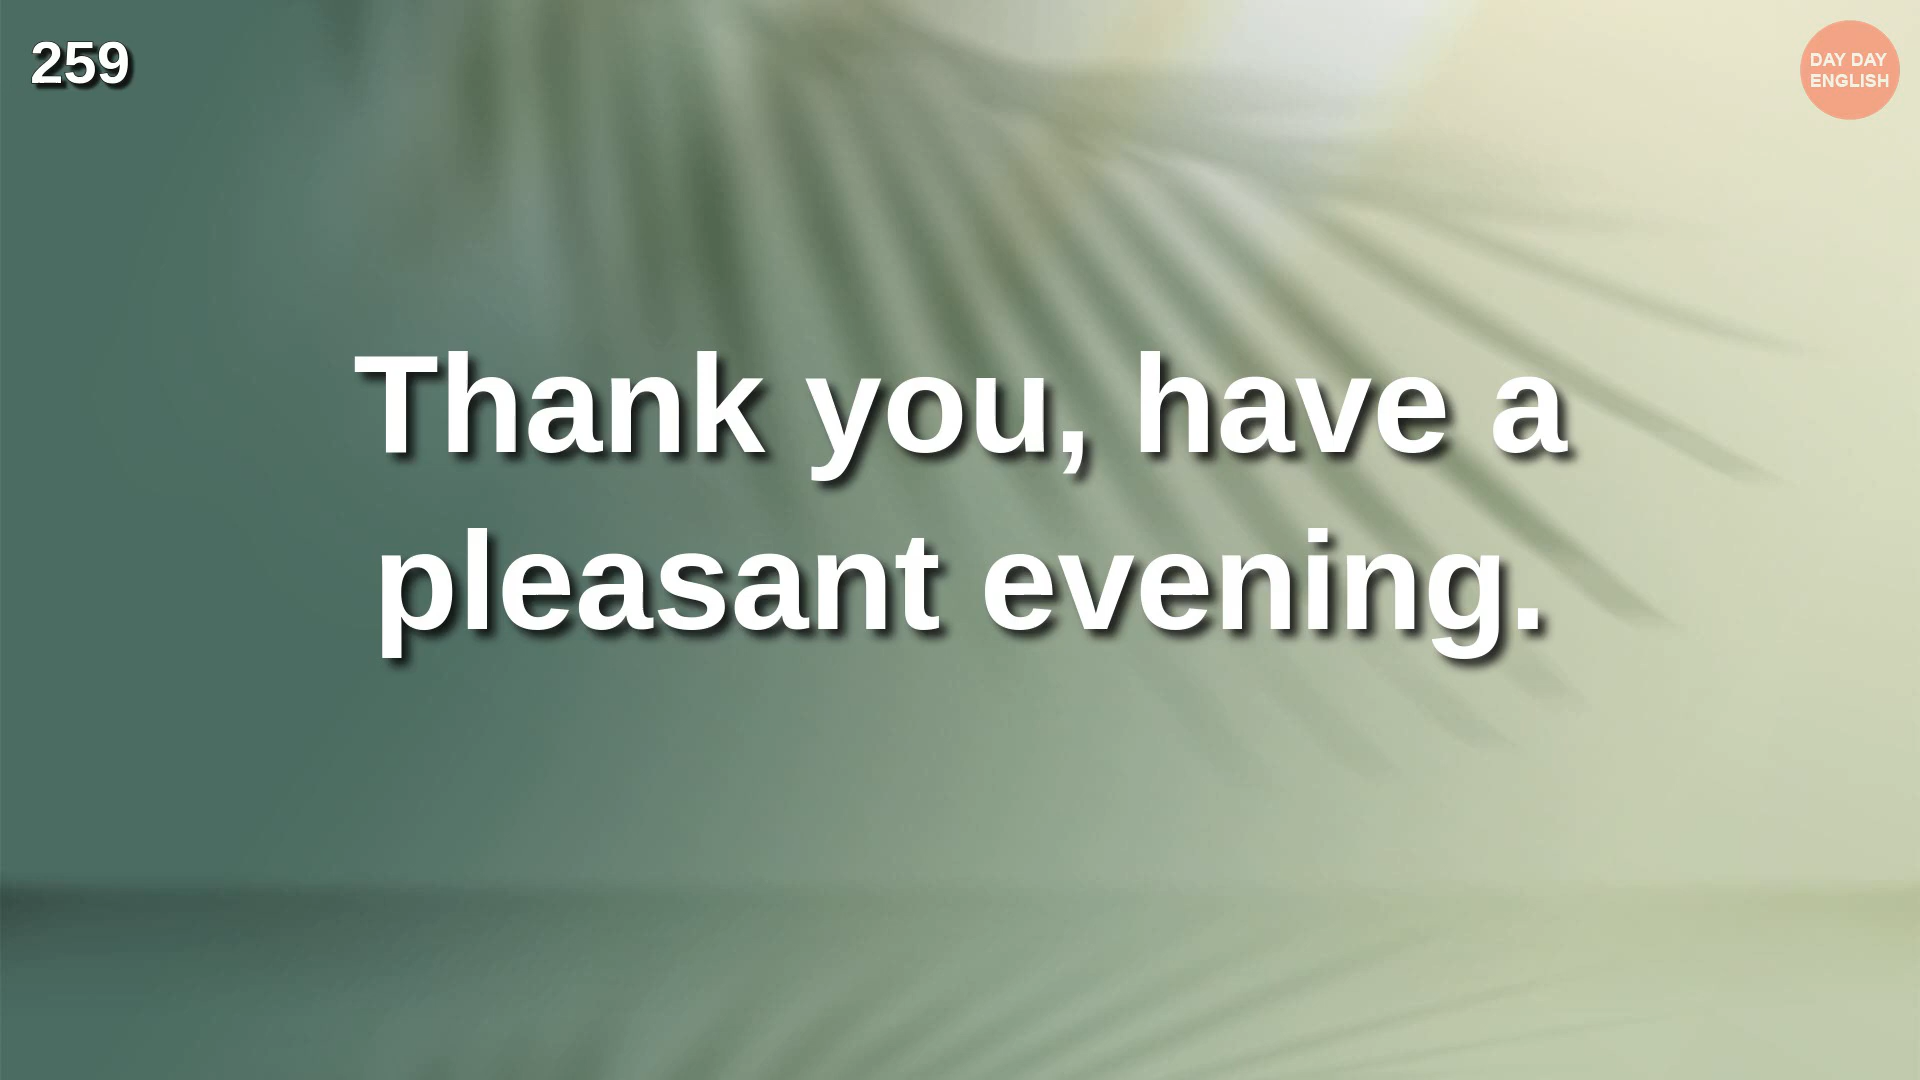 259
DAY DAY
ENGLISH
Thank you, have a
pleasant evening.